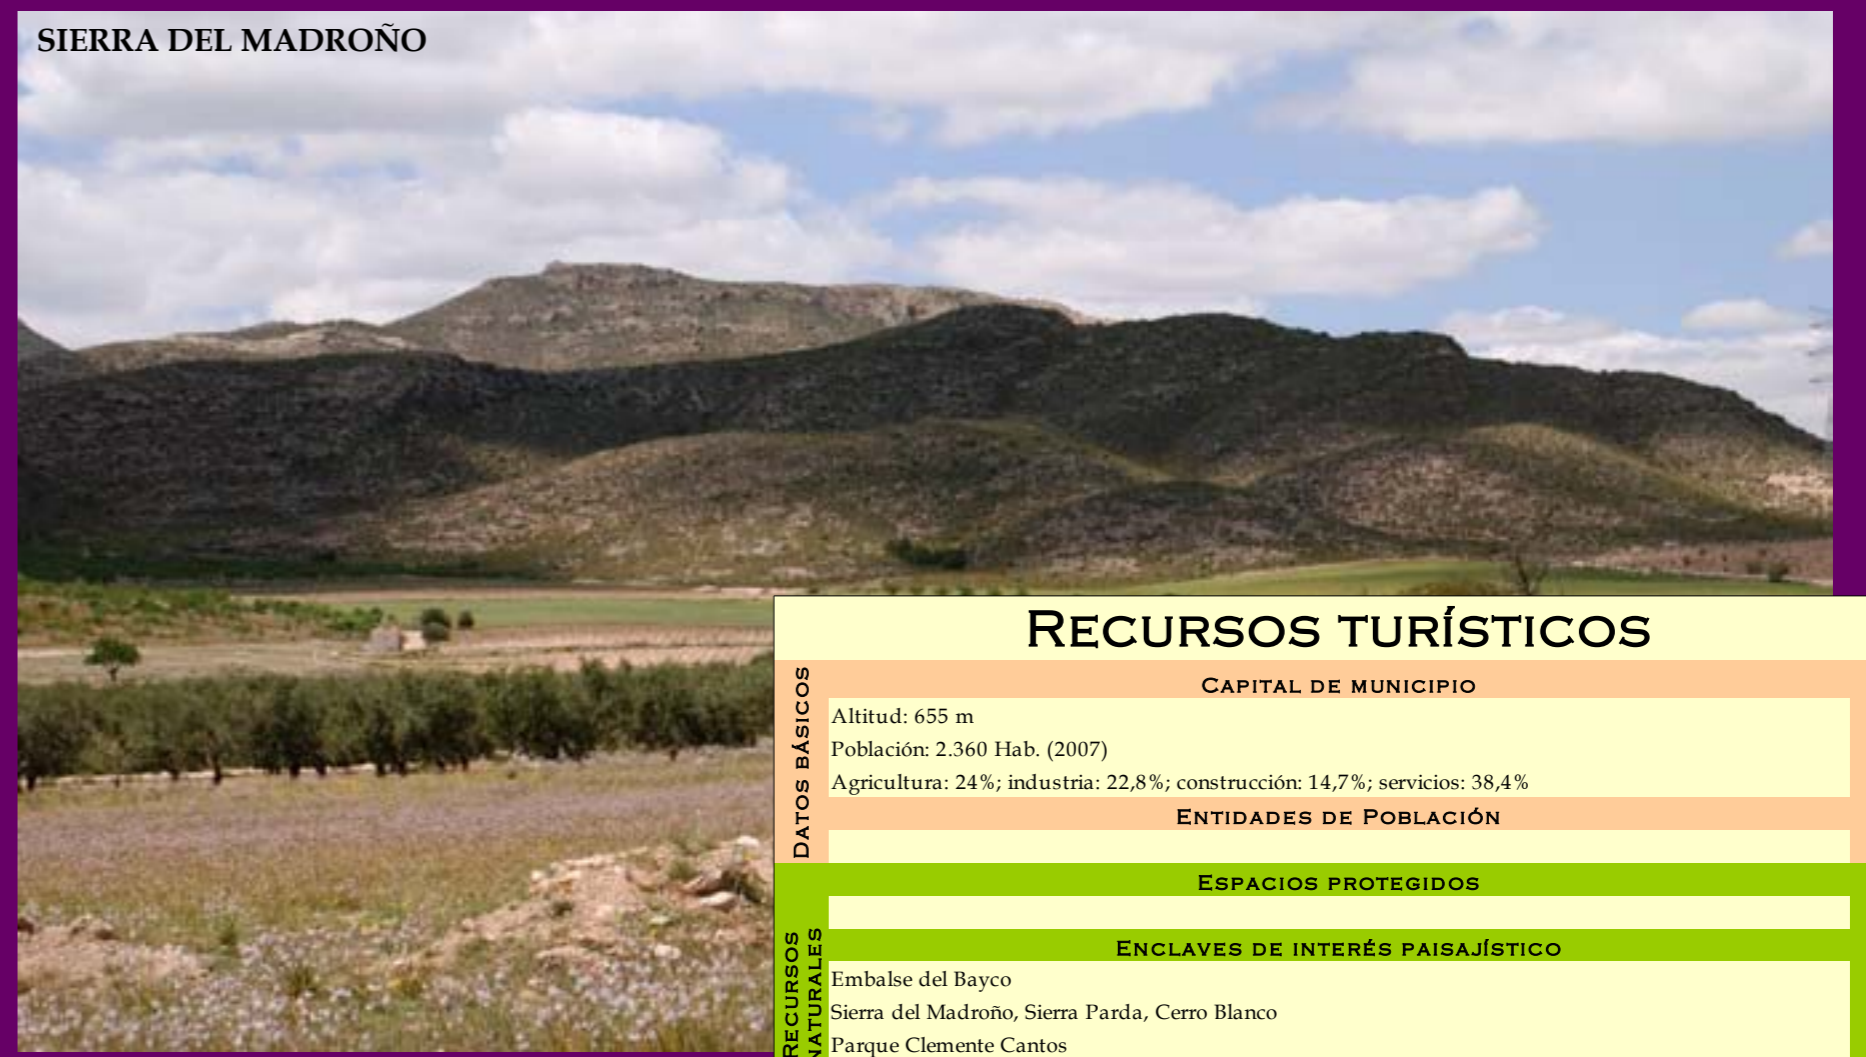 SIERRA DEL MADROÑO
RECURSOS TURÍSTICOS
DATOS BÁSICOS
CAPITAL DE MUNICIPIO
Altitud: 655 m
Población: 2.360 Hab. (2007)
Agricultura: 24%; industria: 22,8%; construcción: 14,7%; servicios: 38,4%
ENTIDADES DE POBLACIÓN
RECURSOS
NATURALES
ESPACIOS PROTEGIDOS
ENCLAVES DE INTERÉS PAISAJÍSTICO
Embalse del Bayco
Sierra del Madroño, Sierra Parda, Cerro Blanco
Parque Clemente Cantos